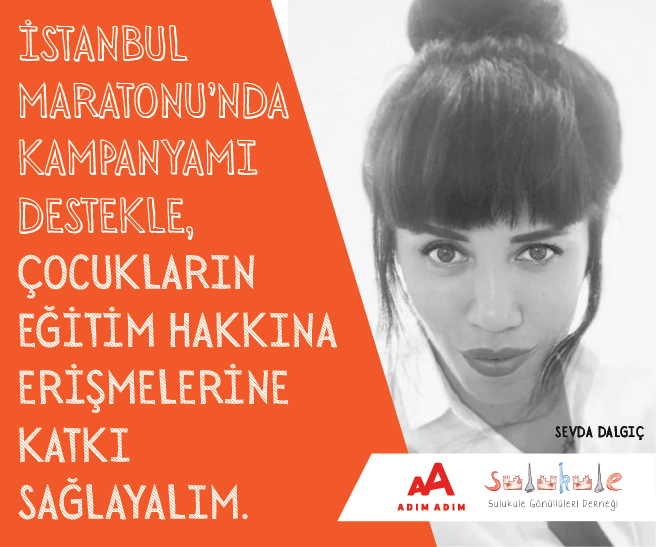 İSTANBUL
MARATONU'NDA
KAMPANYAMI
DESTEKLE,
ÇOCUKLARIN
EĞİTİM HAKKINA
ERİŞMELERİNE
KATKI
SAĞLAYALIM.
SEVDA DALGIÇ
AA
ADIM ADIM
Sulukule
Sulukule Gönüllüleri Derneği